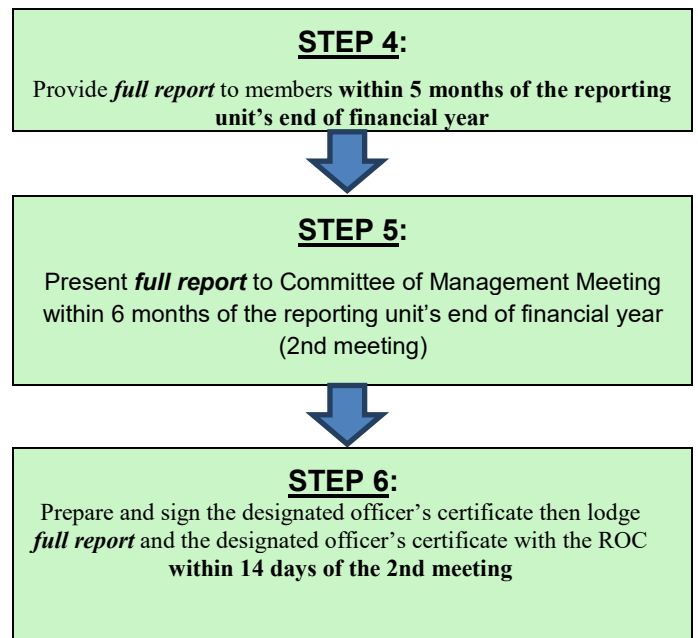 STEP 4:
Provide full report to members within 5 months of the reporting
unit's end of financial year
STEP 5:
Present full report to Committee of Management Meeting
within 6 months of the reporting unit's end of financial year
(2nd meeting)
STEP 6:
Prepare and sign the designated officer's certificate then lodge
full report and the designated officer's certificate with the ROC
within 14 days of the 2nd meeting